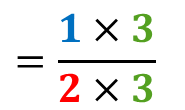 = 1 × 3
2 × 3